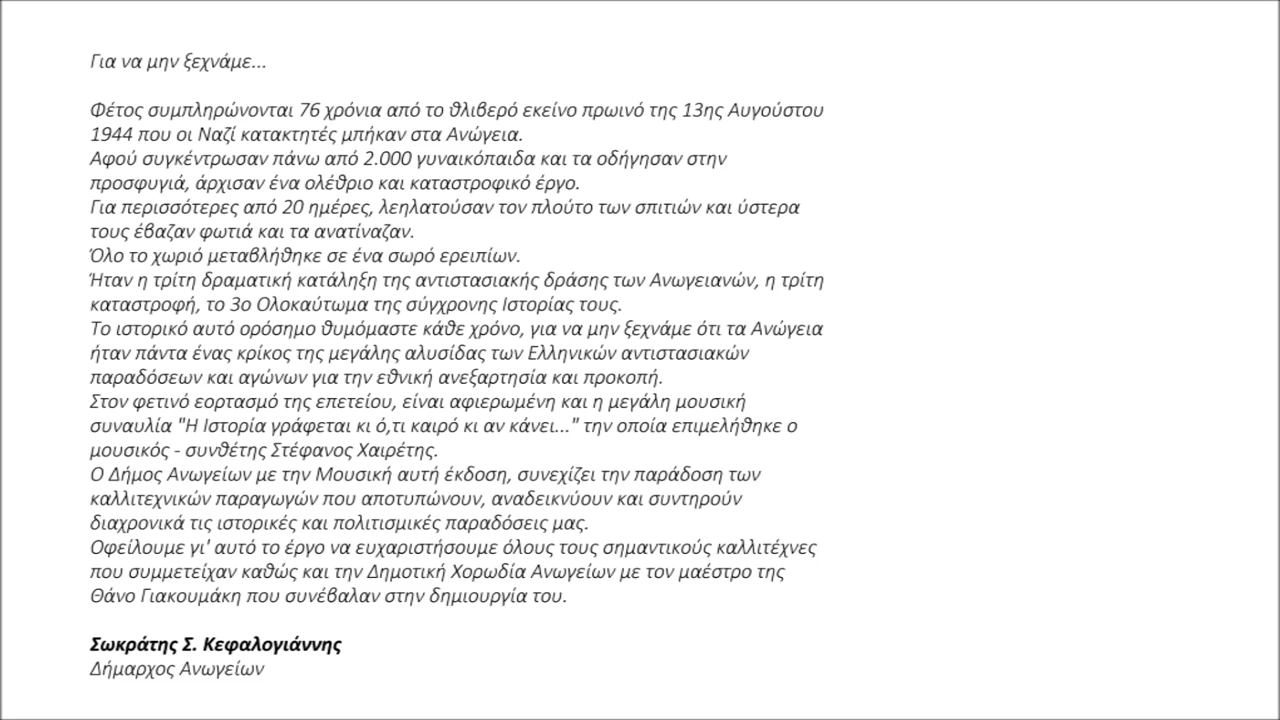 Για να μην ξεχνάμε...
Φέτος συμπληρώνονται 76 χρόνια από το θλιβερό εκείνο πρωινό της 13ης Αυγούστου
1944 που οι Ναζί κατακτητές μπήκαν στα Ανώγεια.
Αφού συγκέντρωσαν πάνω από 2.000 γυναικόπαιδα και τα οδήγησαν στην
προσφυγιά, άρχισαν ένα ολέθριο και καταστροφικό έργο.
Για περισσότερες από 20 ημέρες, λεηλατούσαν τον πλούτο των σπιτιών και ύστερα
τους έβαζαν φωτιά και τα ανατίναζαν.
Όλο το χωριό μεταβλήθηκε σε ένα σωρό ερειπίων.
Ήταν η τρίτη δραματική κατάληξη της αντιστασιακής δράσης των Ανωγειανών, η τρίτη
καταστροφή, το 3ο Ολοκαύτωμα της σύγχρονης Ιστορίας τους.
Το ιστορικό αυτό ορόσημο θυμόμαστε κάθε χρόνο, για να μην ξεχνάμε ότι τα Ανώγεια
ήταν πάντα ένας κρίκος της μεγάλης αλυσίδας των Ελληνικών αντιστασιακών
παραδόσεων και αγώνων για την εθνική ανεξαρτησία και προκοπή.
Στον φετινό εορτασμό της επετείου, είναι αφιερωμένη και η μεγάλη μουσική
συναυλία "Η Ιστορία γράφεται κι ό,τι καιρό κι αν κάνει..." την οποία επιμελήθηκε ο
μουσικός - συνθέτης Στέφανος Χαιρέτης.
Ο Δήμος Ανωγείων με την Μουσική αυτή έκδοση, συνεχίζει την παράδοση των
καλλιτεχνικών παραγωγών που αποτυπώνουν, αναδεικνύουν και συντηρούν
διαχρονικά τις ιστορικές και πολιτισμικές παραδόσεις μας.
Οφείλουμε γι' αυτό το έργο να ευχαριστήσουμε όλους τους σημαντικούς καλλιτέχνες
που συμμετείχαν καθώς και την Δημοτική Χορωδία Ανωγείων με τον μαέστρο της
Θάνο Γιακουμάκη που συνέβαλαν στην δημιουργία του.
Σωκράτης Σ. Κεφαλογιάννης
Δήμαρχος Ανωγείων